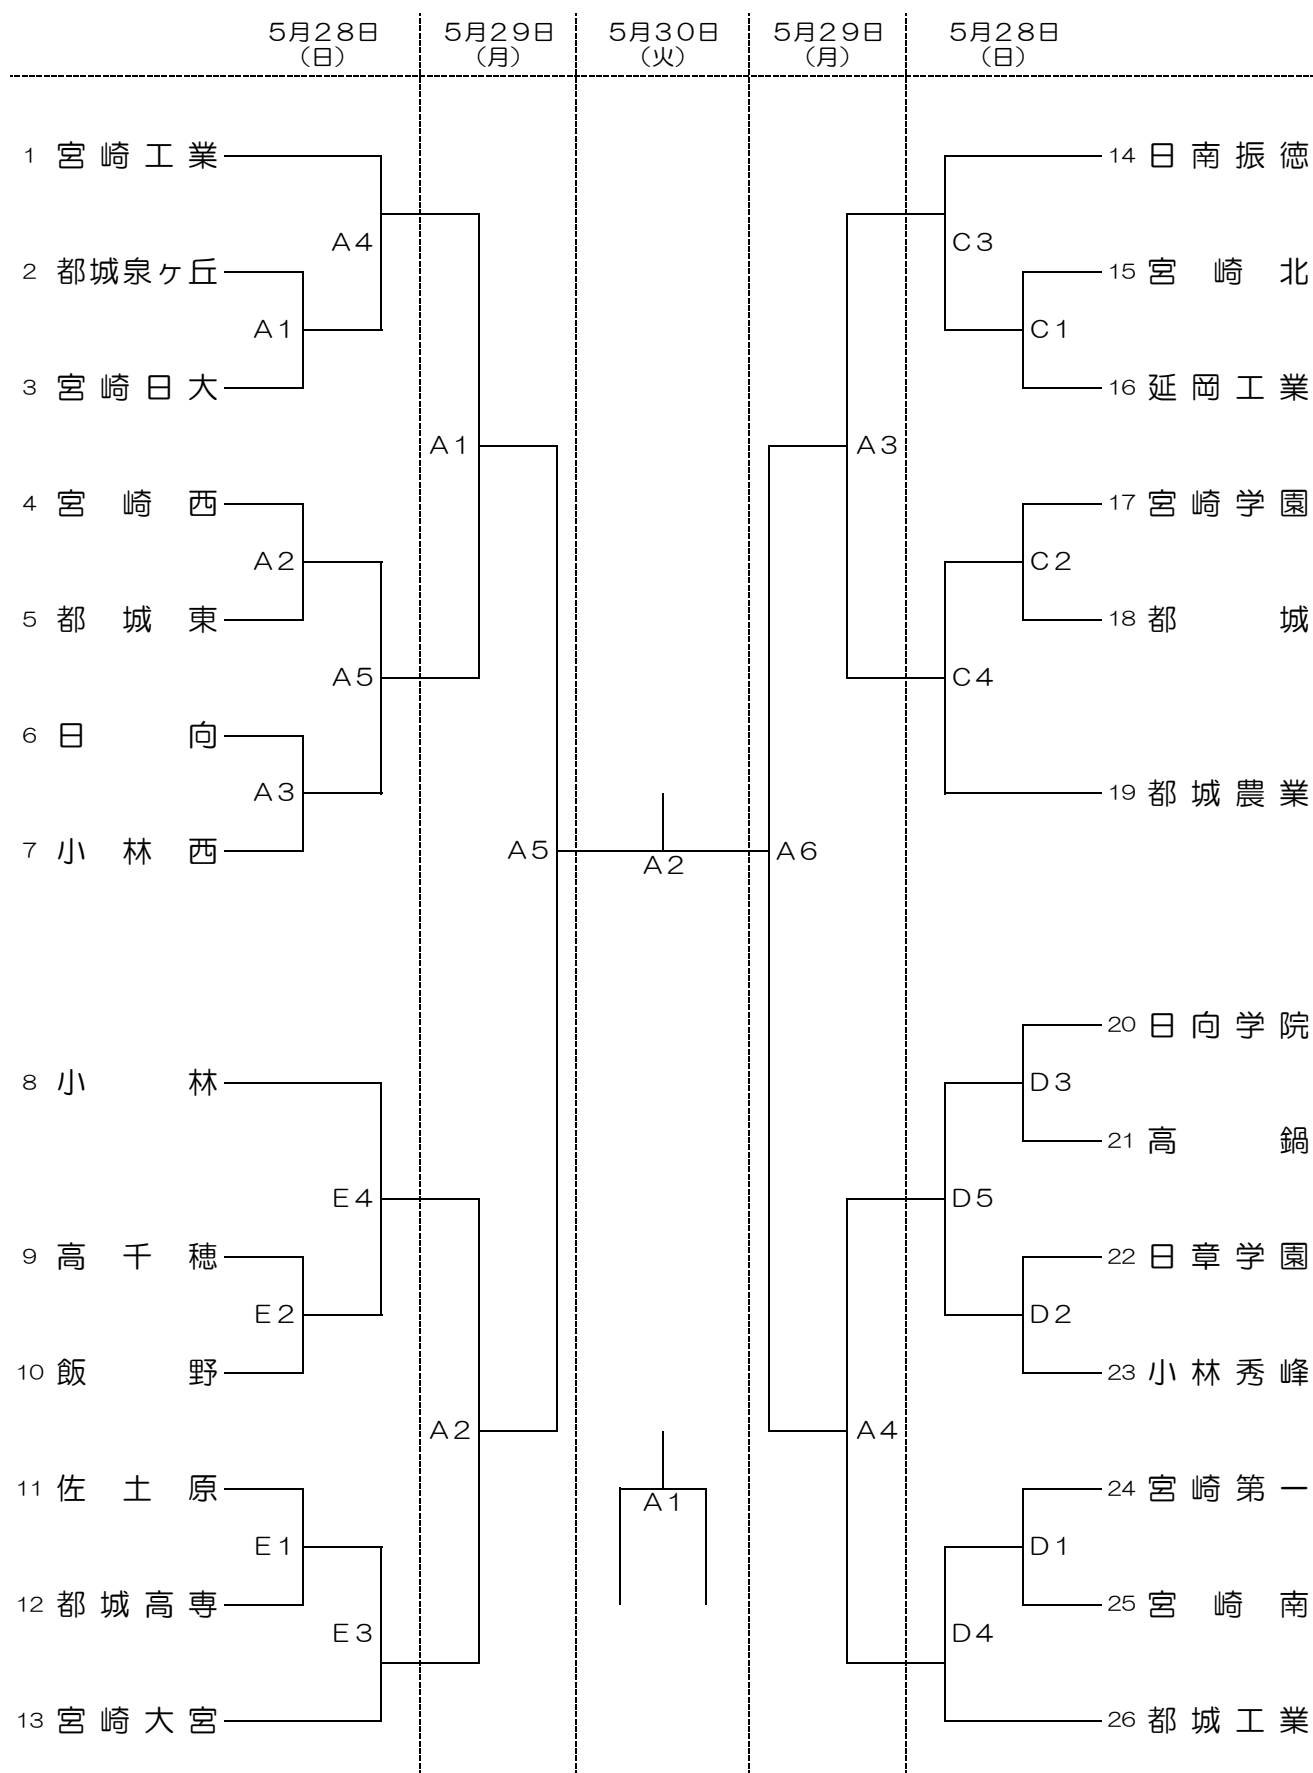 5月28日 5月29日 5月30日 5月29日 5月28日
(日) (月) (火) (月) (日)
1 宮崎工業 14 日南振徳
A4 C3
2 都城泉ヶ丘 15 宮崎北
A1 C1
3 宮崎日大 16 延岡工業
A1 A3
4 宮崎西 17 宮崎学園
A2 C2
5 都城東 18 都城
A5 C4
6 日向
A3 19 都城農業
7 小林西 A5 A2 A6
20 日向学院
8 小林 D3
21 高鍋
E4 D5
9 高千穂 22 日章学園
E2 D2
10 飯野 23 小林秀峰
A2 A4
11 佐土原 A1 24 宮崎第一
E1 D1
12 都城高専 25 宮崎南
E3 D4
13 宮崎大宮 26 都城工業